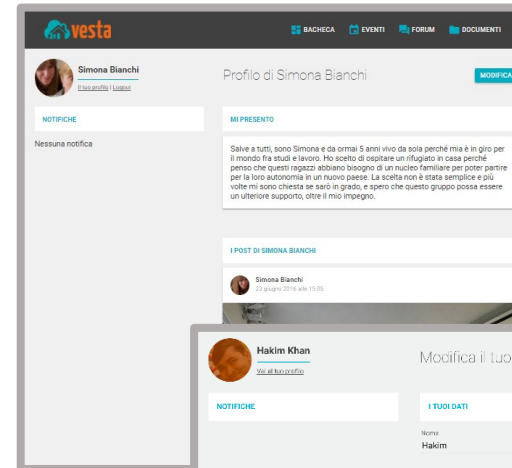 vesta
BACHECA EVENTI FORUM DOCUMENTI
Simona Bianchi
Il tuo profilo | Logout
Profilo di Simona Bianchi
MODIFICA
NOTIFICHE
Nessuna notifica
MI PRESENTO
Salve a tutti, sono Simona e da ormai 5 anni vivo da sola perché mia è in giro per
il mondo fra studi e lavoro. Ho scelto di ospitare un rifugiato in casa perché
penso che questi ragazzi abbiano bisogno di un nucleo familiare per poter partire
per la loro autonomia in un nuovo paese. La scelta non è stata semplice e più
volte mi sono chiesta se sarò in grado, e spero che questo gruppo possa essere
un ulteriore supporto, oltre il mio impegno.
I POST DI SIMONA BIANCHI
Simona Bianchi
23 giugno 2016 alle 15:05
Hakim Khan
Vai al tuo profilo
Modifica il tuo
NOTIFICHE
I TUOI DATI
Nome
Hakim